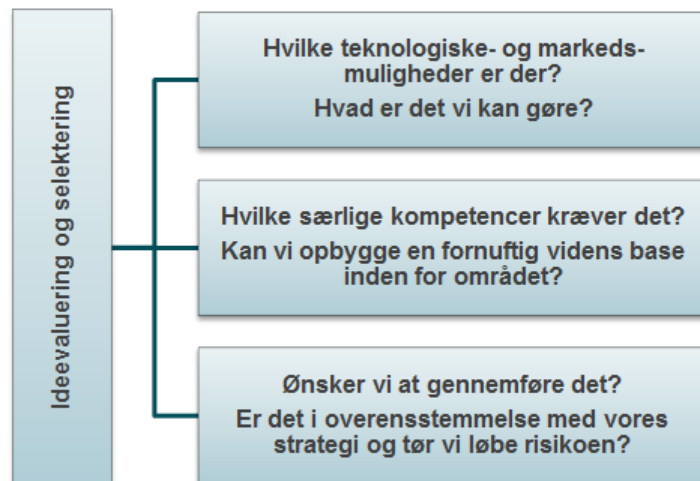 Ideevaluering og selektering
Hvilke teknologiske- og markeds-
muligheder er der?
Hvad er det vi kan gøre?
Hvilke særlige kompetencer kræver det?
Kan vi opbygge en fornuftig videns base
inden for området?
Ønsker vi at gennemføre det?
Er det i overensstemmelse med vores
strategi og tør vi løbe risikoen?